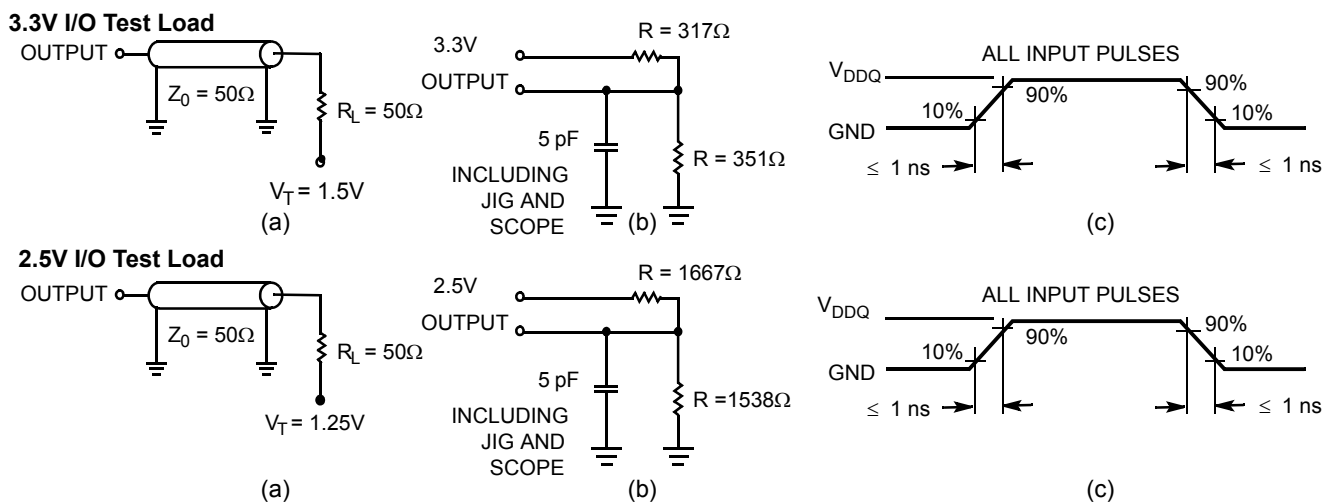 3.3V I/O Test Load
OUTPUT
Z0 = 50Ω
RL = 50Ω
VT = 1.5V
(a)
3.3V
OUTPUT
R = 317Ω
5 pF
R = 351Ω
INCLUDING
JIG AND
SCOPE
(b)
ALL INPUT PULSES
VDDQ
GND
10%
90%
90%
10%
≤ 1 ns
≤ 1 ns
(c)
2.5V I/O Test Load
OUTPUT
Z0 = 50Ω
RL = 50Ω
VT = 1.25V
(a)
2.5V
OUTPUT
R = 1667Ω
5 pF
R =1538Ω
INCLUDING
JIG AND
SCOPE
(b)
ALL INPUT PULSES
VDDQ
GND
10%
90%
90%
10%
≤ 1 ns
≤ 1 ns
(c)